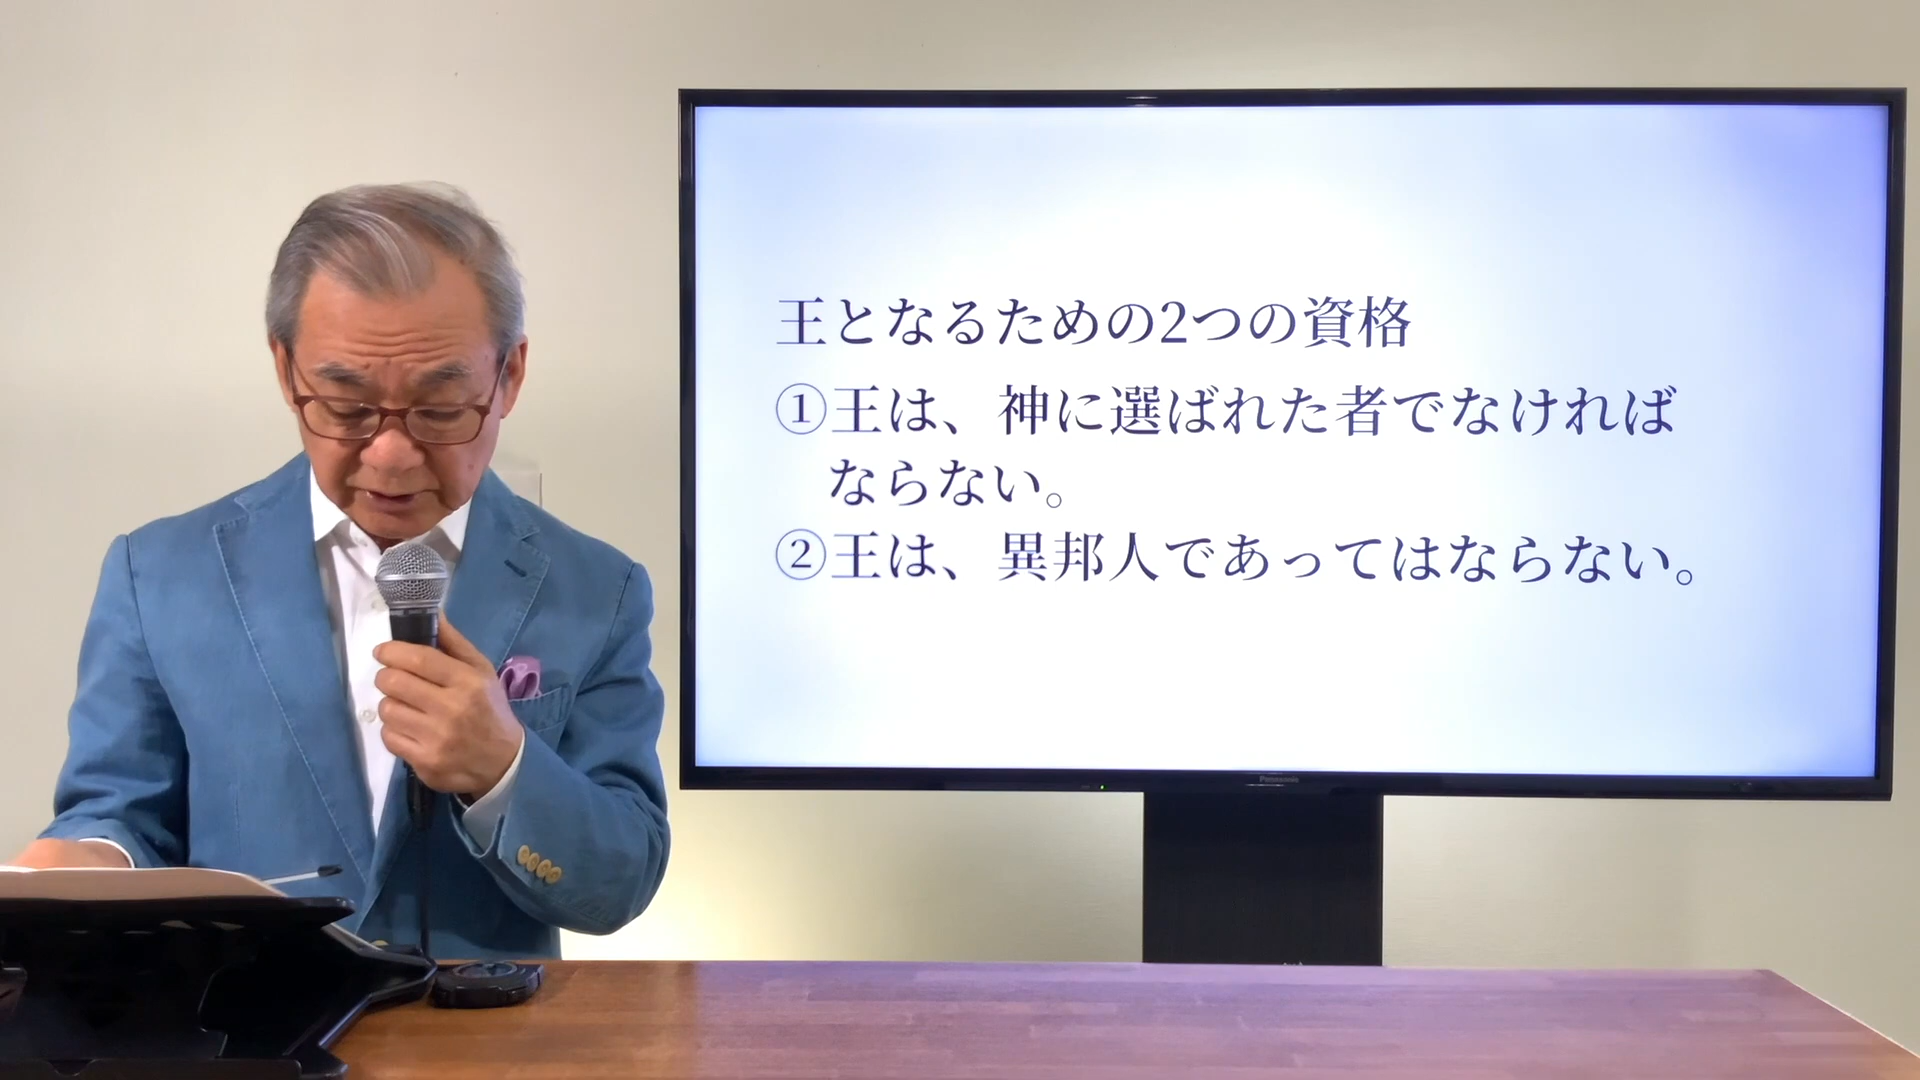 王となるための2つの資格
①王は、神に選ばれた者でなければ
ならない。
②王は、異邦人であってはならない。
Panasonic